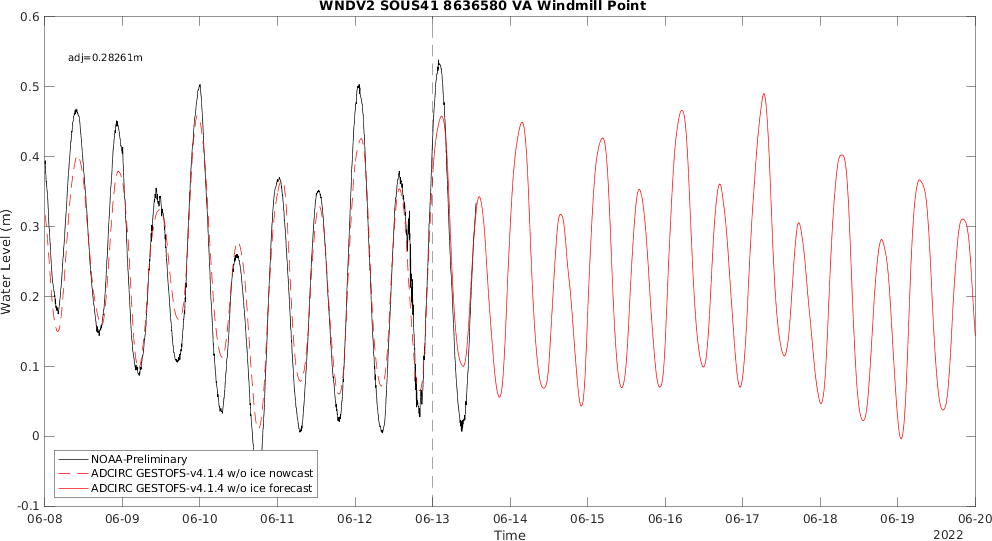 WNDV2 SOUS41 8636580 VA Windmill Point
0.6
adj=0.28261m
0.5
0.4
0.3
0.2
0.1
0
-0.1
Water Level (m)
NOAA-Preliminary
ADCIRC GESTOFS-v4.1.4 w/o ice nowcast
ADCIRC GESTOFS-v4.1.4 w/o ice forecast
06-08 06-09 06-10 06-11 06-12 06-13 06-14 06-15 06-16 06-17 06-18 06-19 06-20
Time
2022